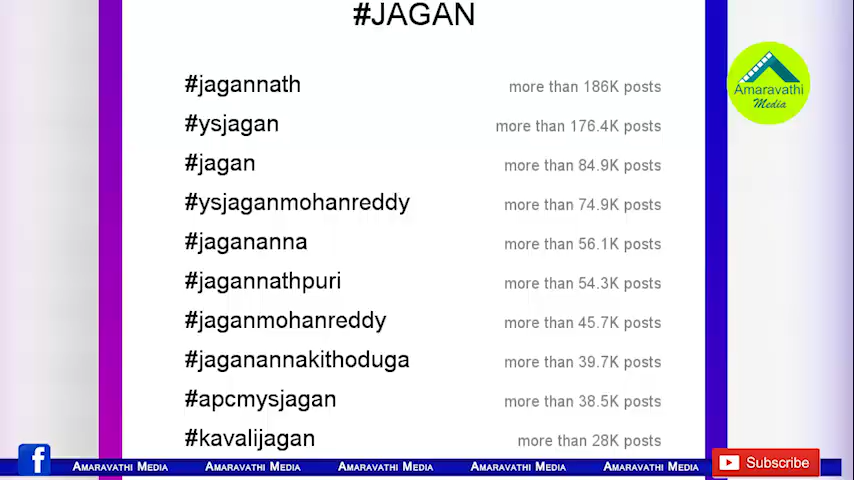 #JAGAN
#jagannath more than 186K posts
#ysjagan more than 176.4K posts
#jagan more than 84.9K posts
#ysjaganmohanreddy more than 74.9K posts
#jagananna more than 56.1K posts
#jagannathpuri more than 54.3K posts
#jaganmohanreddy more than 45.7K posts
#jaganannakithoduga more than 39.7K posts
#apcmysjagan more than 38.5K posts
#kavalijagan more than 28K posts
Amaravathi
Media
f
AMARAVATHI MEDIA AMARAVATHI MEDIA AMARAVATHI MEDIA AMARAVATHI MEDIA AMARAVATHI MEDIA
Subscribe